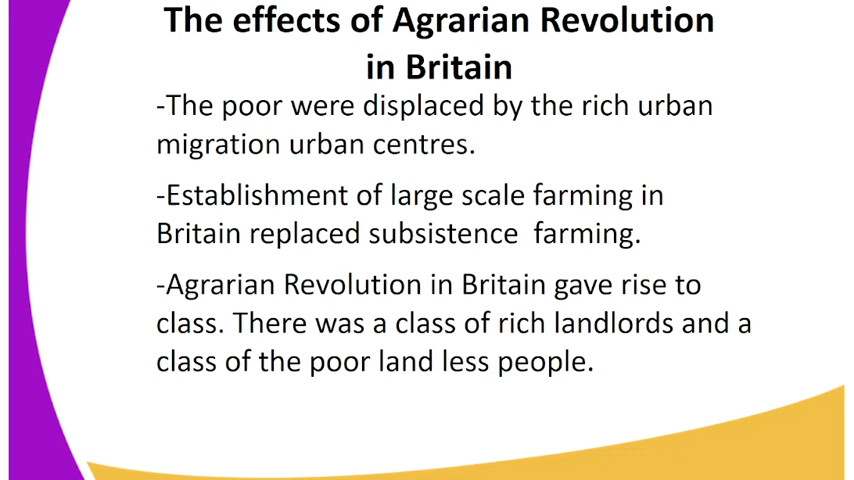 The effects of Agrarian Revolution
in Britain
-The poor were displaced by the rich urban
migration urban centres.
-Establishment of large scale farming in
Britain replaced subsistence  farming.
-Agrarian Revolution in Britain gave rise to
class. There was a class of rich landlords and a
class of the poor land less people.